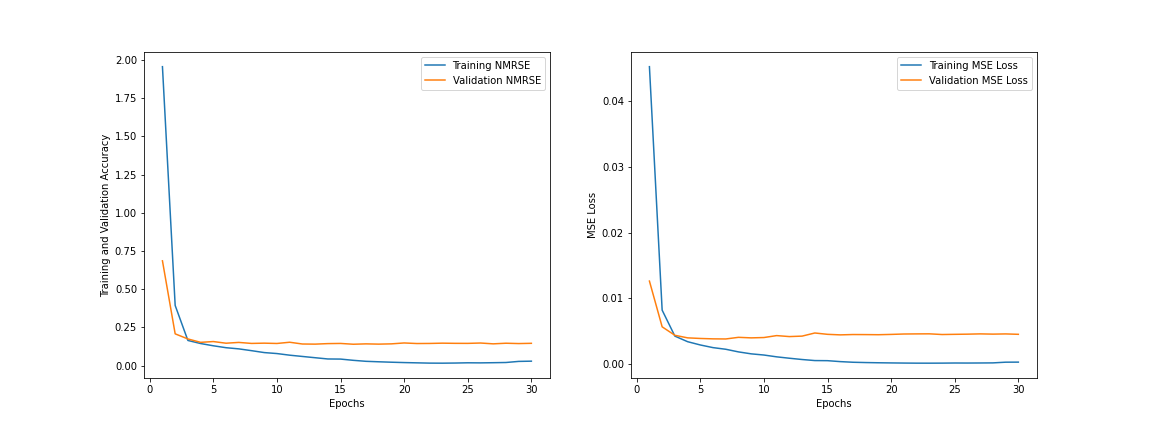 Training and Validation Accuracy
2.00
1.75
1.50
1.25
1.00
0.75
0.50
0.25
0.00
Training NMRSE
Validation NMRSE
0 5 10 15 20 25 30
Epochs
MSE Loss
0.04
0.03
0.02
0.01
0.00
Training MSE Loss
Validation MSE Loss
0 5 10 15 20 25 30
Epochs